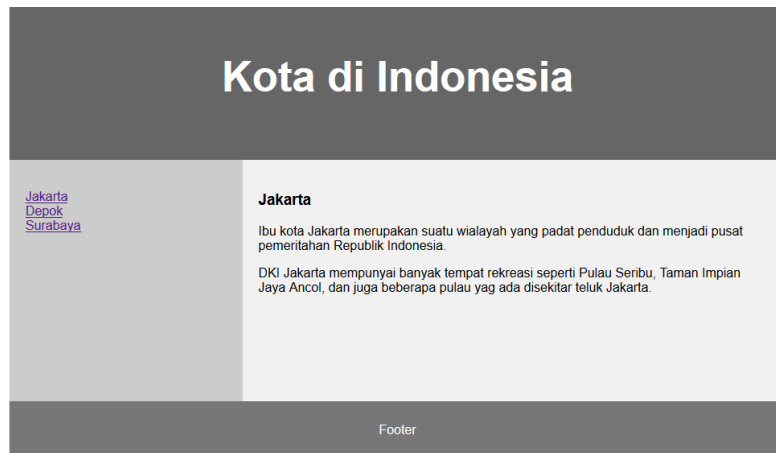 Kota di Indonesia
Jakarta
Depok
Surabaya
Jakarta
Ibu kota Jakarta merupakan suatu wialayah yang padat penduduk dan menjadi pusat
pemeritahan Republik Indonesia.
DKI Jakarta mempunyai banyak tempat rekreasi seperti Pulau Seribu, Taman Impian
Jaya Ancol, dan juga beberapa pulau yag ada disekitar teluk Jakarta.
Footer